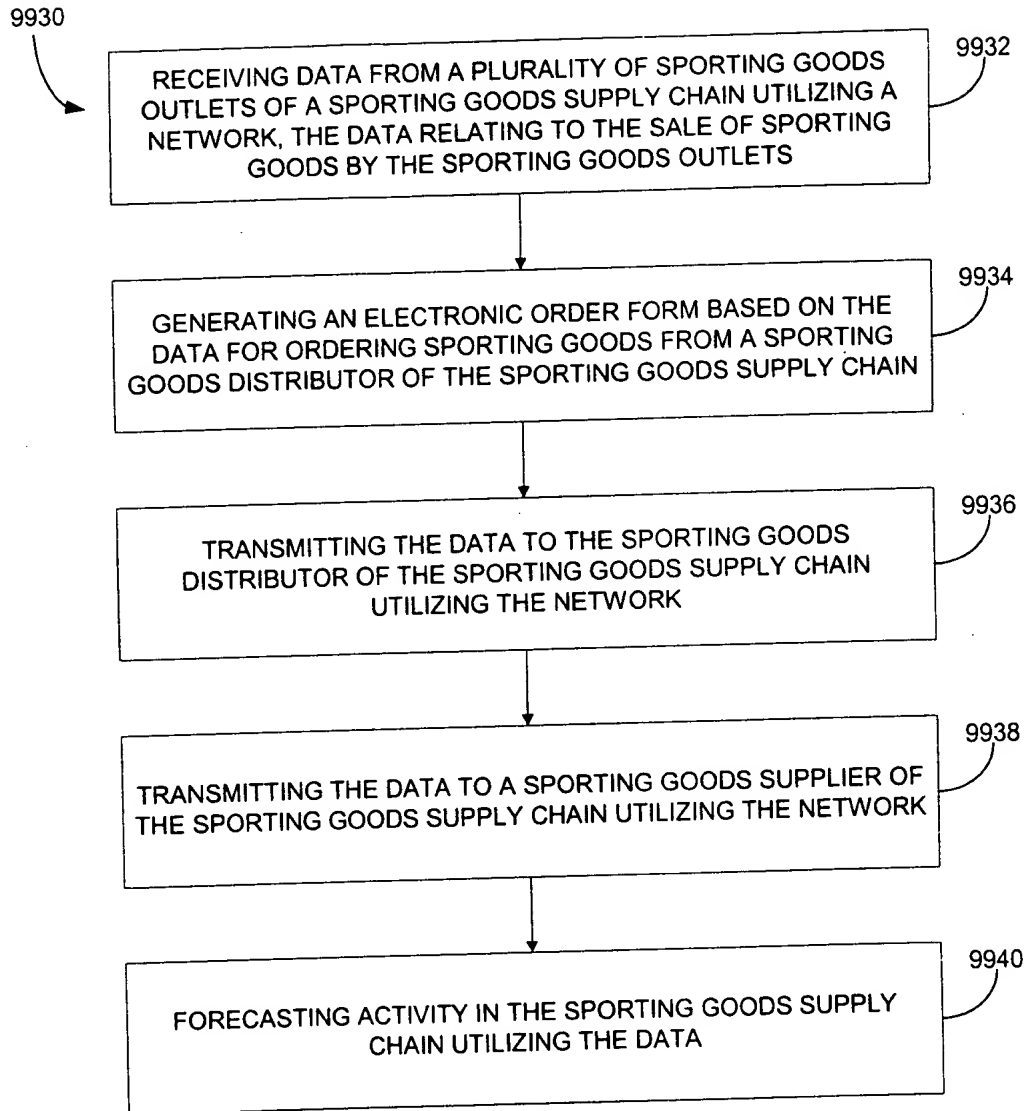 9930
9932
RECEIVING DATA FROM A PLURALITY OF SPORTING GOODS
OUTLETS OF A SPORTING GOODS SUPPLY CHAIN UTILIZING A
NETWORK, THE DATA RELATING TO THE SALE OF SPORTING
GOODS BY THE SPORTING GOODS OUTLETS
9934
GENERATING AN ELECTRONIC ORDER FORM BASED ON THE
DATA FOR ORDERING SPORTING GOODS FROM A SPORTING
GOODS DISTRIBUTOR OF THE SPORTING GOODS SUPPLY CHAIN
9936
TRANSMITTING THE DATA TO THE SPORTING GOODS
DISTRIBUTOR OF THE SPORTING GOODS SUPPLY CHAIN
UTILIZING THE NETWORK
9938
TRANSMITTING THE DATA TO A SPORTING GOODS SUPPLIER OF
THE SPORTING GOODS SUPPLY CHAIN UTILIZING THE NETWORK
9940
FORECASTING ACTIVITY IN THE SPORTING GOODS SUPPLY
CHAIN UTILIZING THE DATA